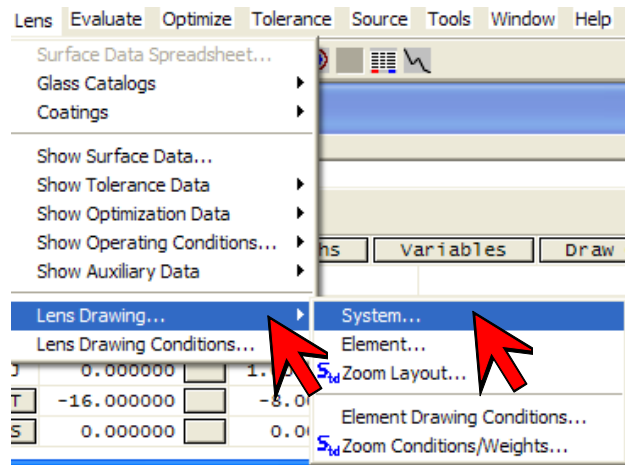 Lens Evaluate Optimize Tolerance Source Tools Window Help
Surface Data Spreadsheet...
Glass Catalogs
Coatings
Show Surface Data...
Show Tolerance Data
Show Optimization Data
Show Operating Conditions...
Show Auxiliary Data
Variables Draw
Lens Drawing...
Lens Drawing Conditions...
System...
Element...
Std Zoom Layout...
Element Drawing Conditions...
Std Zoom Conditions/Weights...
0.000000
T -16.000000
S 0.000000